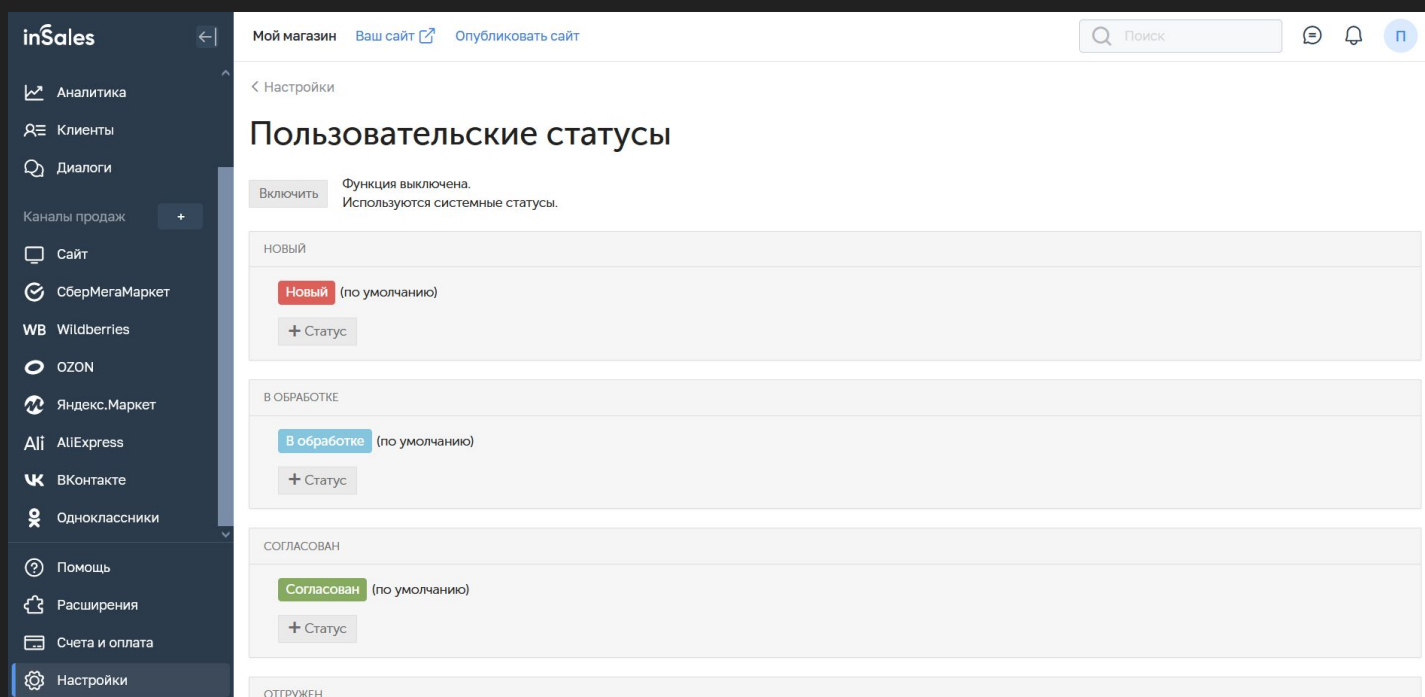 inSales
Мой магазин Ваш сайт Опубликовать сайт
Поиск
П
Аналитика
Клиенты
Диалоги
Каналы продаж +
Сайт
СберМегаМаркет
WB Wildberries
OZON
Яндекс.Маркет
Ali AliExpress
ВКонтакте
Одноклассники
Помощь
Расширения
Счета и оплата
Настройки
Настройки
Пользовательские статусы
Включить
Функция выключена.
Используются системные статусы.
НОВЫЙ
Новый (по умолчанию)
+ Статус
В ОБРАБОТКЕ
В обработке (по умолчанию)
+ Статус
СОГЛАСОВАН
Согласован (по умолчанию)
+ Статус
ОТГРУЖЕН